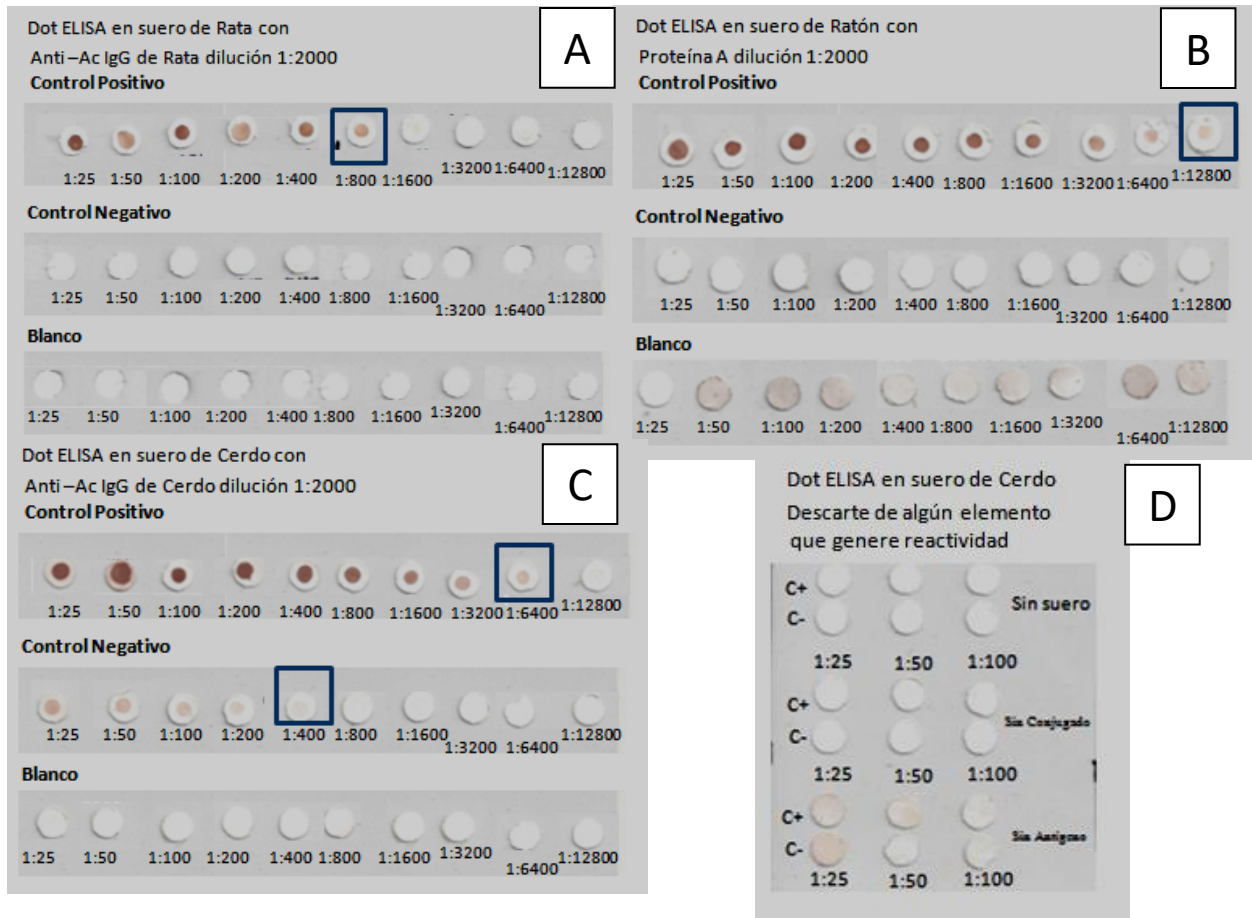 Dot ELISA en suero de Rata con
Anti–Ac IgG de Rata dilución 1:2000
A
Control Positivo
1:25 1:50 1:100 1:200 1:400 1:800 1:1600 1:3200 1:6400 1:12800
Control Negativo
1:25 1:50 1:100 1:200 1:400 1:800 1:1600 1:3200 1:6400 1:12800
Blanco
1:25 1:50 1:100 1:200 1:400 1:800 1:1600 1:3200 1:6400 1:12800
Dot ELISA en suero de Ratón con
Proteína A dilución 1:2000
B
Control Positivo
1:25 1:50 1:100 1:200 1:400 1:800 1:1600 1:3200 1:6400 1:12800
Control Negativo
1:25 1:50 1:100 1:200 1:400 1:800 1:1600 1:3200 1:6400 1:12800
Blanco
1:25 1:50 1:100 1:200 1:400 1:800 1:1600 1:3200 1:6400 1:12800
Dot ELISA en suero de Cerdo con
Anti–Ac IgG de Cerdo dilución 1:2000
C
Control Positivo
1:25 1:50 1:100 1:200 1:400 1:800 1:1600 1:3200 1:6400 1:12800
Control Negativo
1:25 1:50 1:100 1:200 1:400 1:800 1:1600 1:3200 1:6400 1:12800
Blanco
1:25 1:50 1:100 1:200 1:400 1:800 1:1600 1:3200 1:6400 1:12800
Dot ELISA en suero de Cerdo
Descarte de algún elemento
que genere reactividad
D
C+
Sin suero
C-
1:25 1:50 1:100
C+
Sin Conjugado
C-
1:25 1:50 1:100
C+
Sin Antigeno
C-
1:25 1:50 1:100